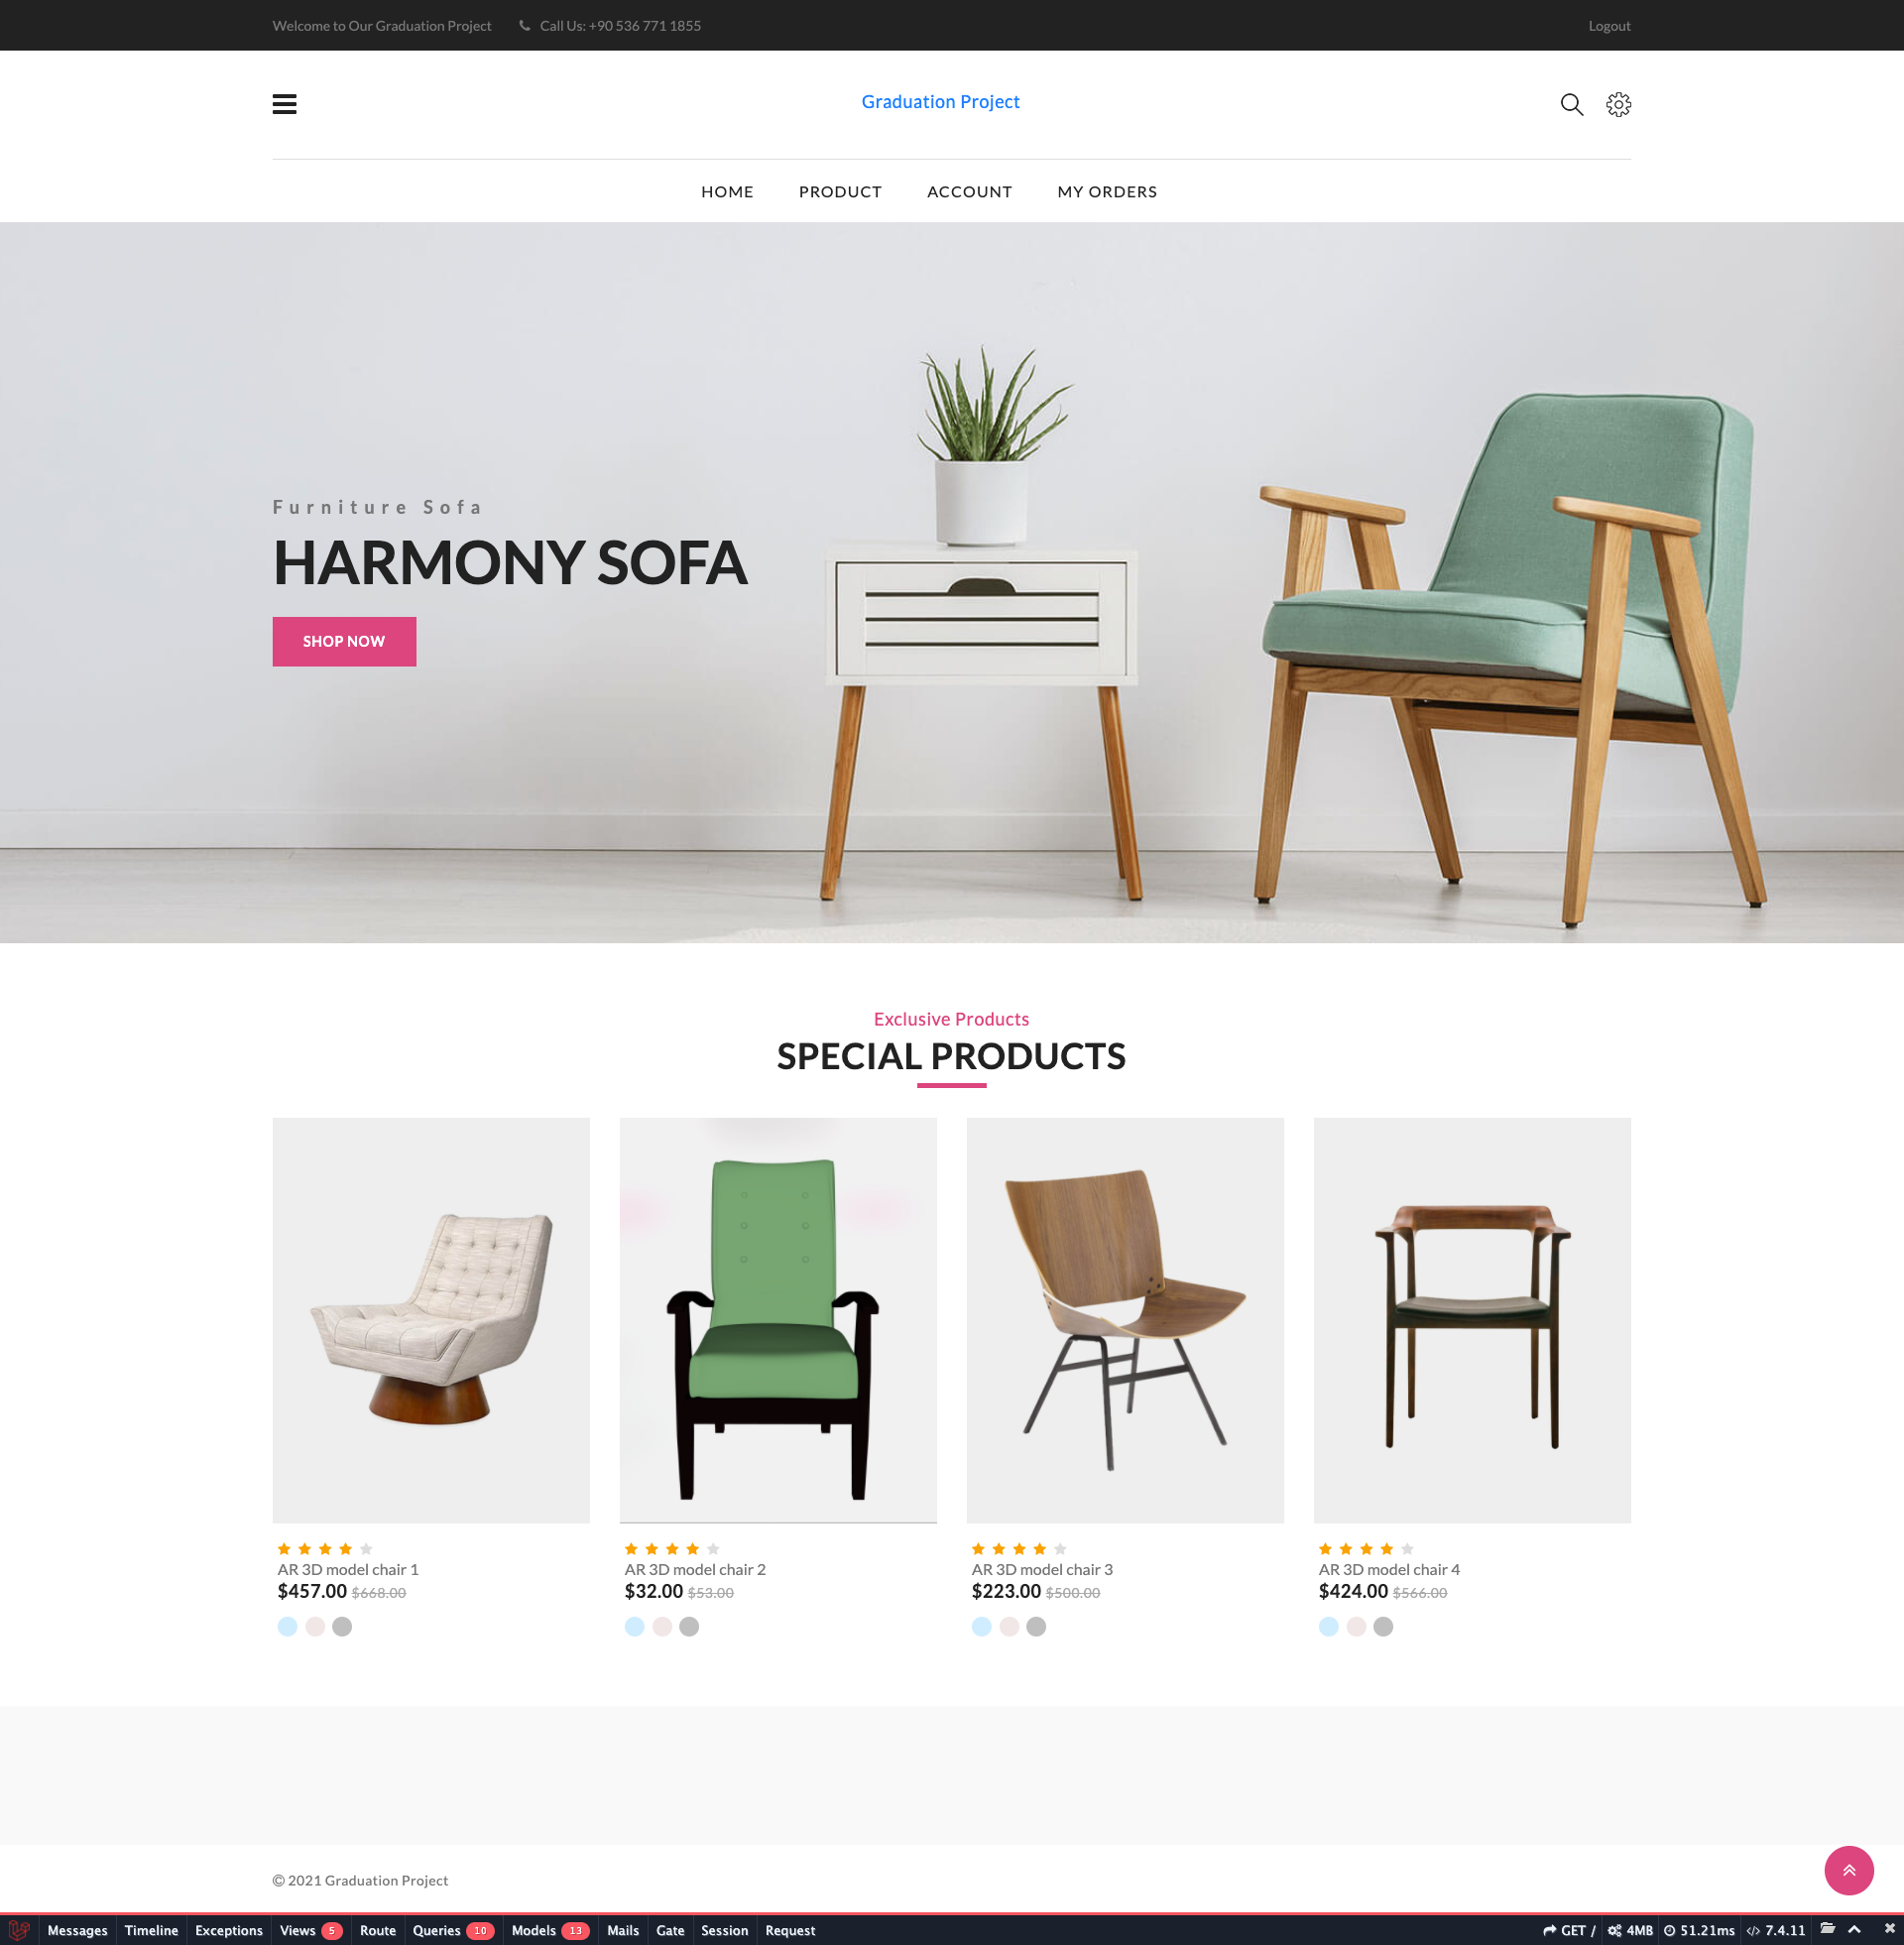 Welcome to Our Graduation Project Call Us: +90 536 771 1855 Logout
Graduation Project
HOME PRODUCT ACCOUNT MY ORDERS
Furniture Sofa
HARMONY SOFA
SHOP NOW
Exclusive Products
SPECIAL PRODUCTS
AR 3D model chair 1
$457.00 $668.00
AR 3D model chair 2
$32.00 $53.00
AR 3D model chair 3
$223.00 $500.00
AR 3D model chair 4
$424.00 $566.00
© 2021 Graduation Project
Messages Timeline Exceptions Views 5 Route Queries 10 Models 13 Mails Gate Session Request GET / 4MB 51.21ms 7.4.11